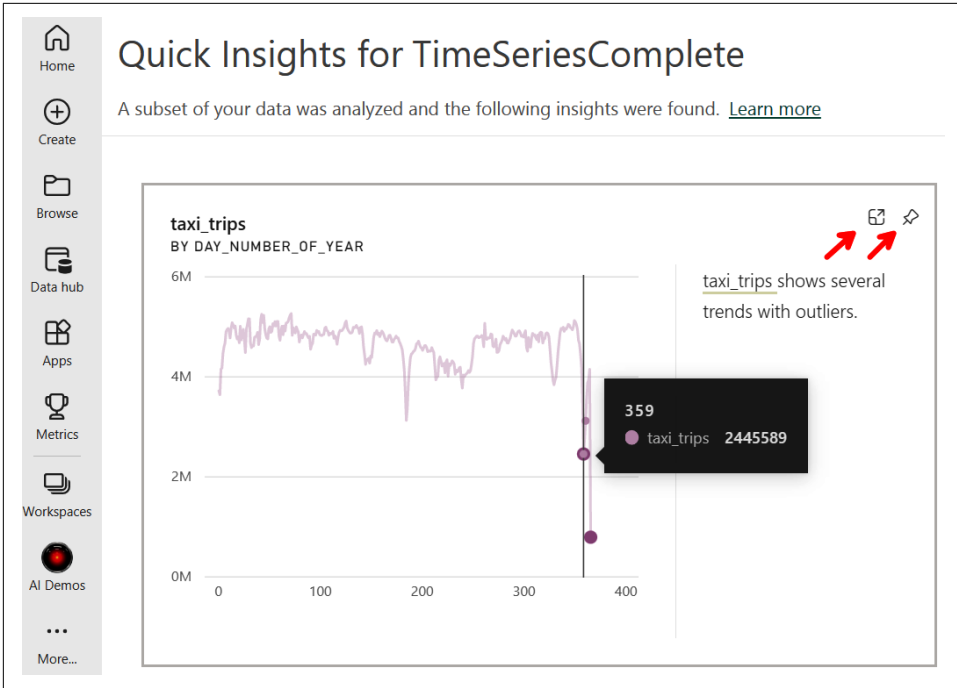 Home
Create
Browse
Data hub
Apps
Metrics
Workspaces
AI Demos
More...
Quick Insights for TimeSeriesComplete
A subset of your data was analyzed and the following insights were found. Learn more
taxi_trips
BY DAY_NUMBER_OF_YEAR
6M
4M
2M
0M
0 100 200 300 400
359
taxi_trips 2445589
taxi_trips shows several
trends with outliers.